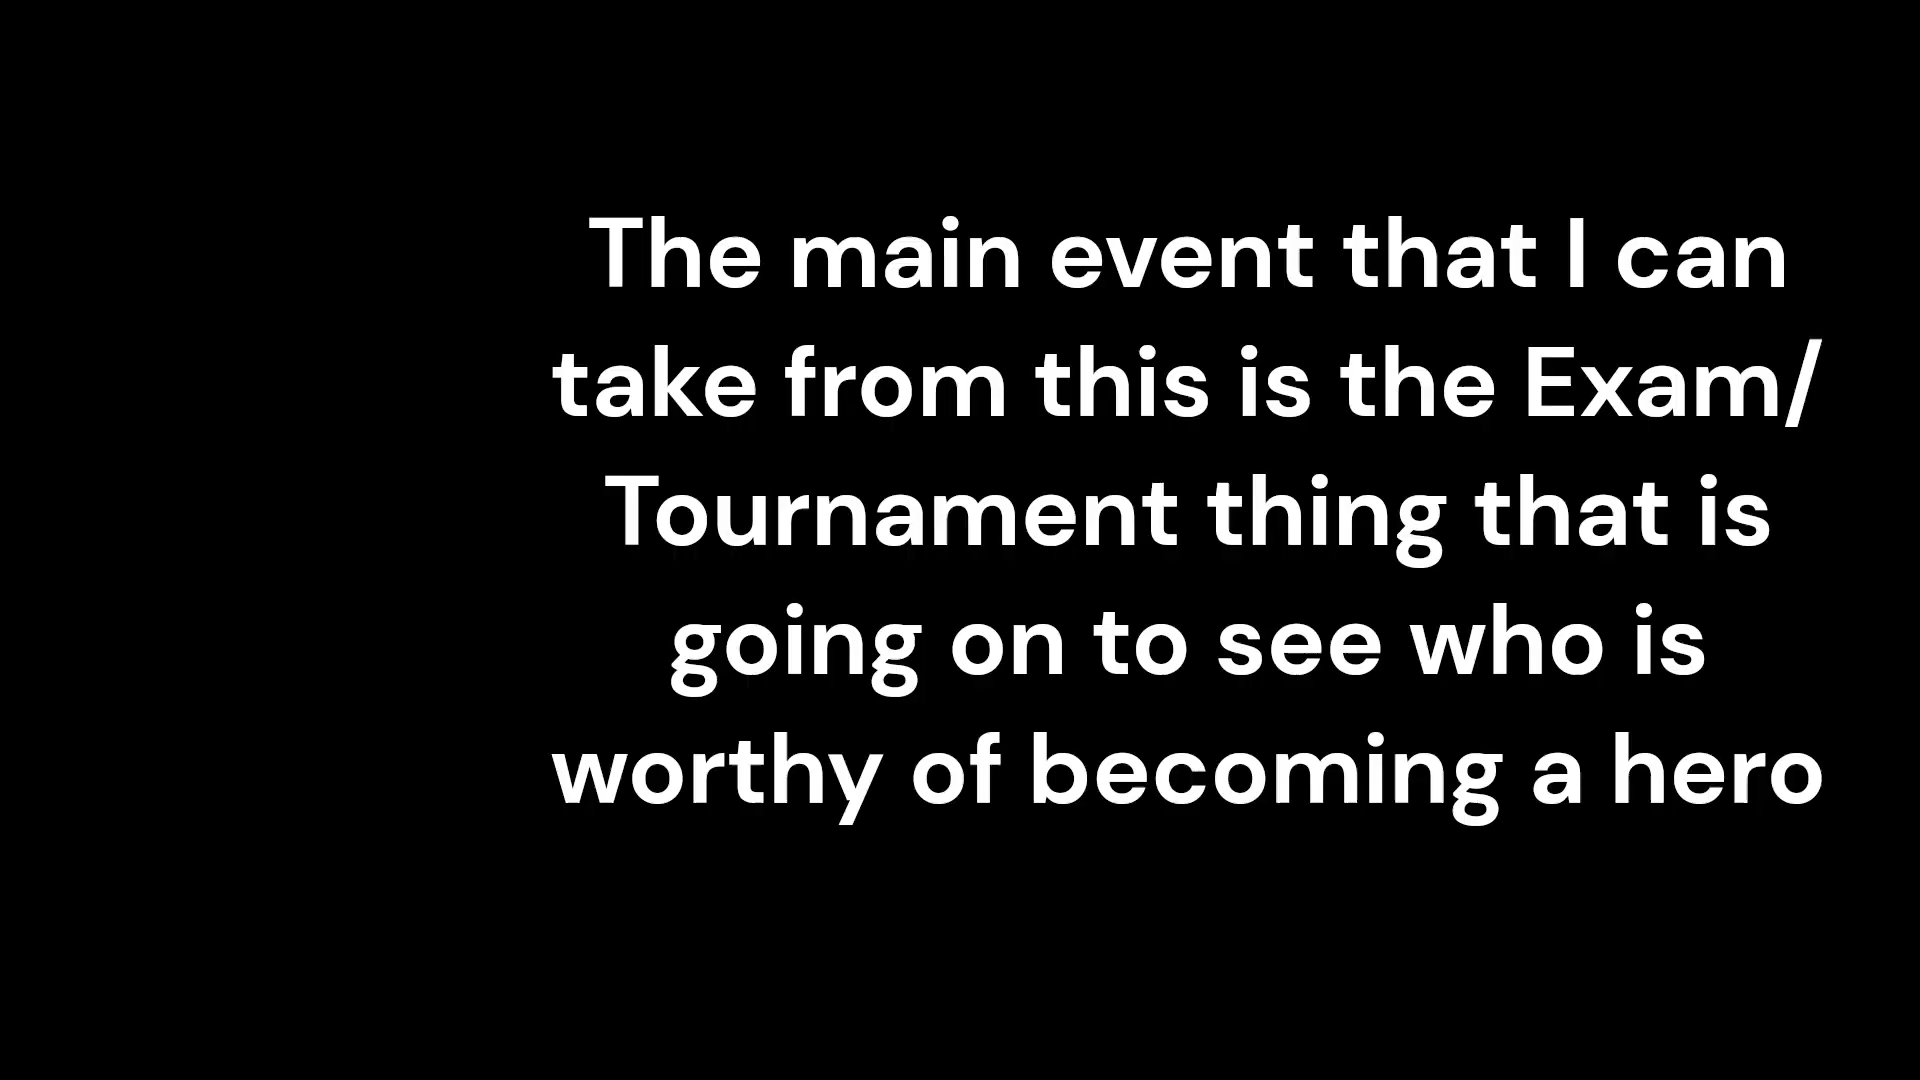 The main event that I can
take from this is the Exam/
Tournament thing that is
going on to see who is
worthy of becoming a hero